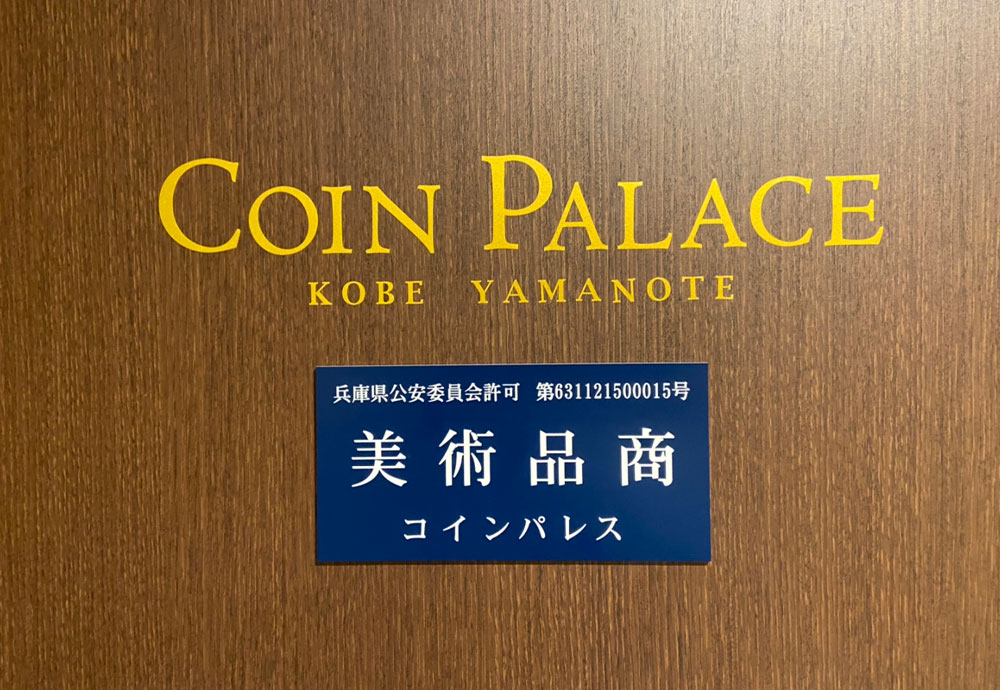 COIN PALACE
KOBE YAMANOTE
兵庫県公安委員会許可 第631121500015号
美術品商
コインパレス